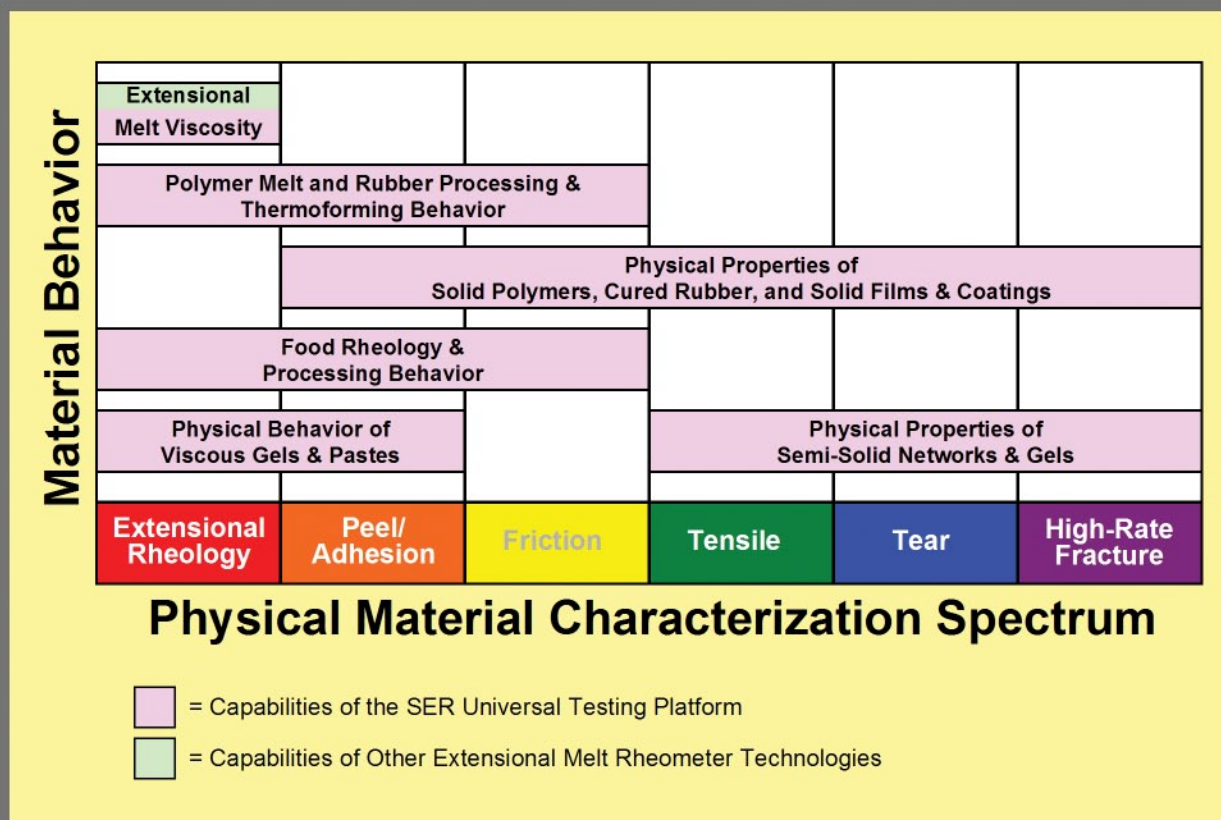 Material Behavior
Extensional
Melt Viscosity
Polymer Melt and Rubber Processing &
Thermoforming Behavior
Physical Properties of
Solid Polymers, Cured Rubber, and Solid Films & Coatings
Food Rheology &
Processing Behavior
Physical Behavior of
Viscous Gels & Pastes
Physical Properties of
Semi-Solid Networks & Gels
Extensional
Rheology
Peel/
Adhesion
Friction
Tensile
Tear
High-Rate
Fracture
Physical Material Characterization Spectrum
= Capabilities of the SER Universal Testing Platform
= Capabilities of Other Extensional Melt Rheometer Technologies